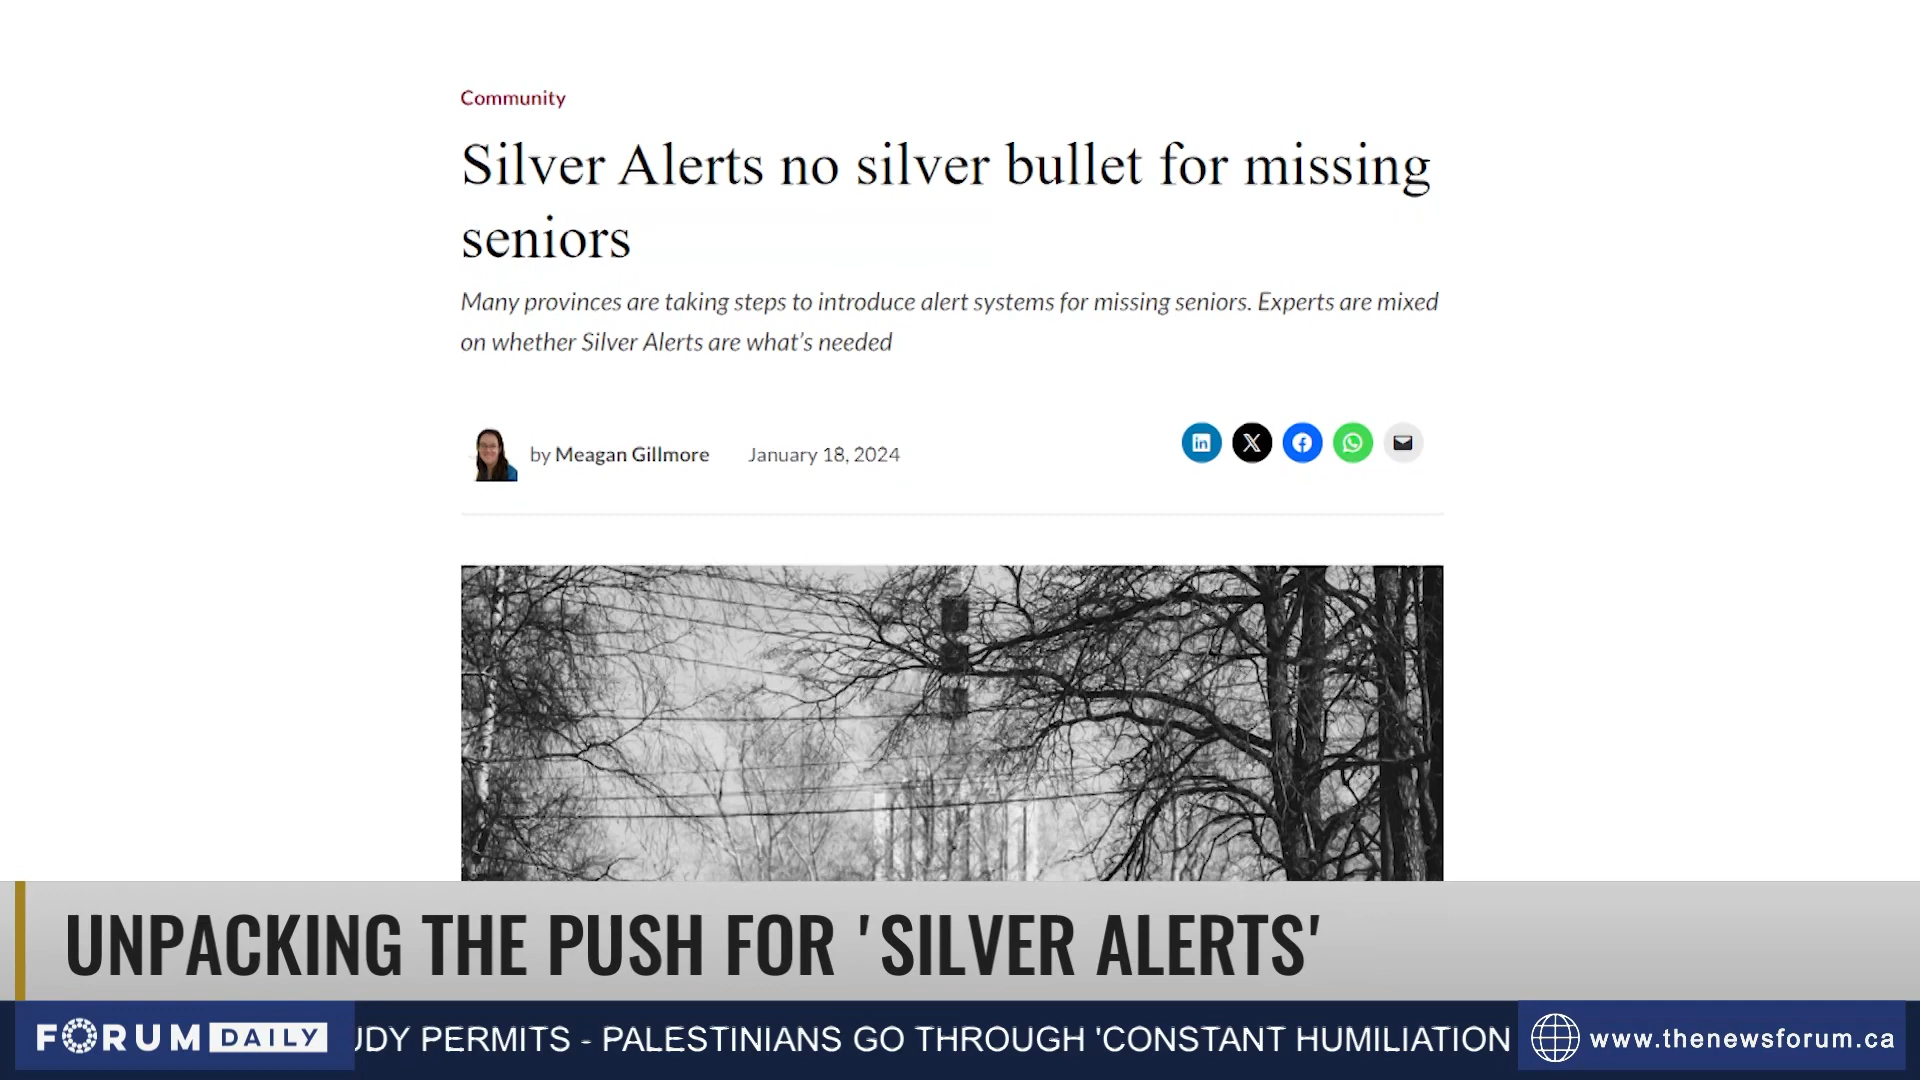 Community
Silver Alerts no silver bullet for missing
seniors
Many provinces are taking steps to introduce alert systems for missing seniors. Experts are mixed
on whether Silver Alerts are what's needed
by Meagan Gillmore January 18, 2024
UNPACKING THE PUSH FOR 'SILVER ALERTS'
FORUM DAILY
PERMITS - PALESTINIANS GO THROUGH 'CONSTANT HUMILIATION
www.thenewsforum.ca